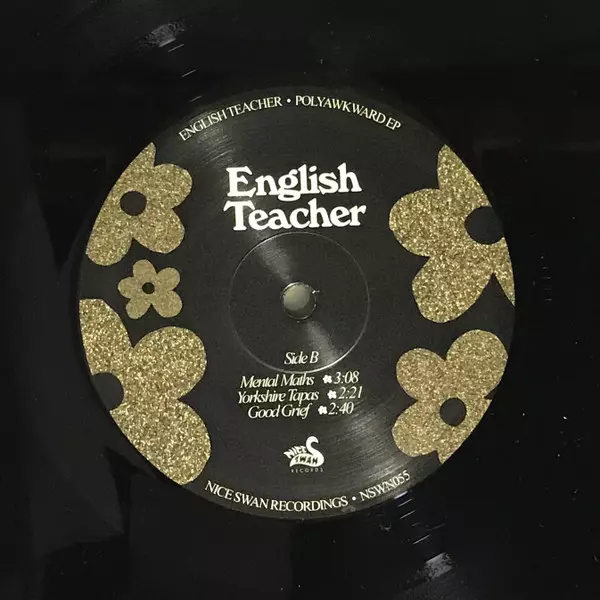 ENGLISH TEACHER • POLYAWKWARD EP
English
Teacher
Side B
Mental Maths 3:08
Yorkshire Tapas 2:21
Good Grief 2:40
NICE
SWAN
RECORDS
NICE SWAN RECORDINGS • NSWN055